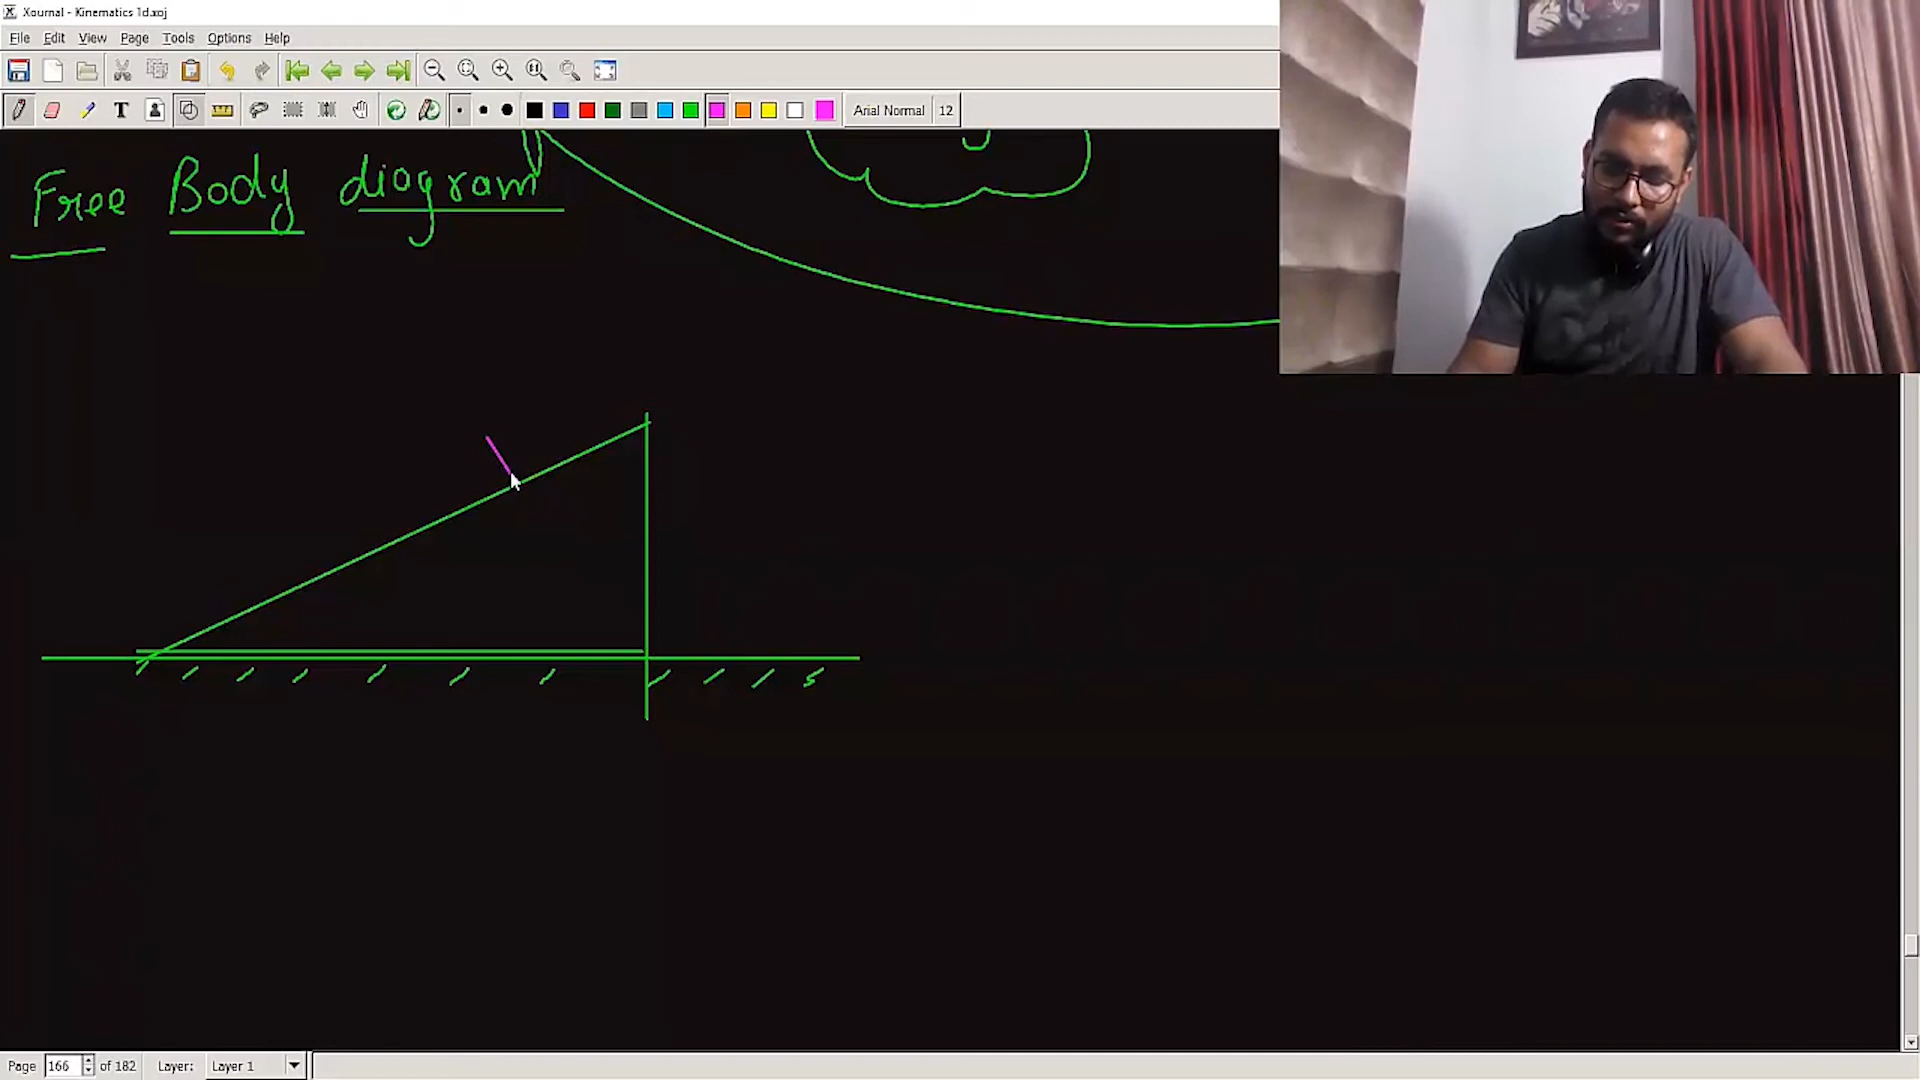 Xournal - Kinematics 1d.xoj
File Edit View Page Tools Options Help
Arial Normal 12
Free Body diagram
Page 166 of 182 Layer: Layer 1